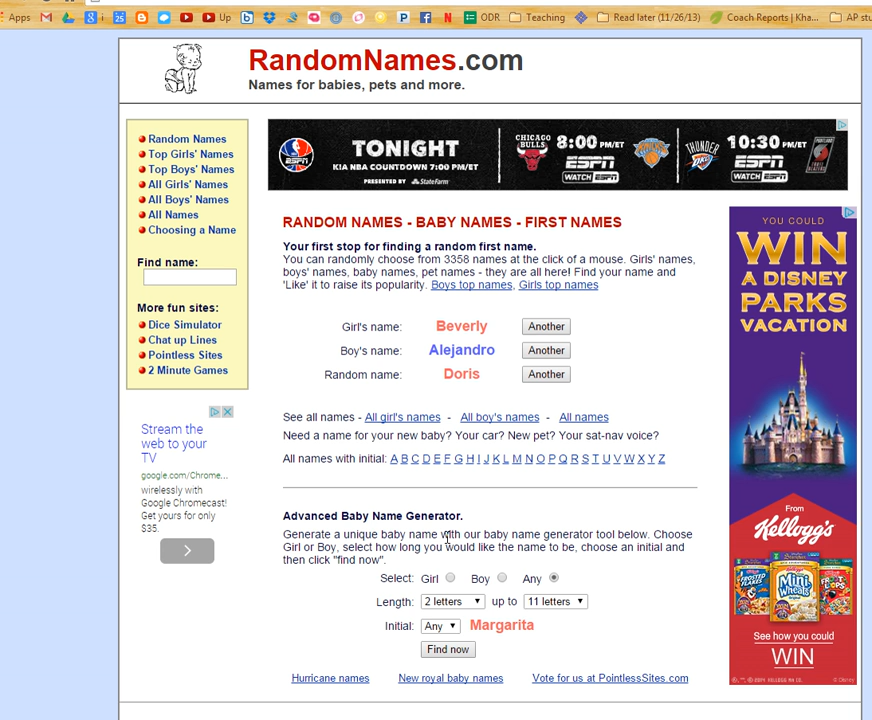 Apps
i
Up
ODR
Teaching
Read later (11/26/13)
Coach Reports | Kha...
AP stu
RandomNames.com
Names for babies, pets and more.
Random Names
Top Girls' Names
Top Boys' Names
All Girls' Names
All Boys' Names
All Names
Choosing a Name
Find name:
More fun sites:
Dice Simulator
Chat up Lines
Pointless Sites
2 Minute Games
Stream the
web to your
TV
google.com/Chrome...
wirelessly with
Google Chromecast!
Get yours for only
$35.
NBA
ESPN
TONIGHT
KIA NBA COUNTDOWN 7:00 PM/ET
PRESENTED BY StateFarm
CHICAGO
BULLS
8:00 PM/ET
ESPN
WATCH ESPN
NEW YORK
KNICKS
THUNDER
OKC
10:30 PM/ET
ESPN
WATCH ESPN
RANDOM NAMES - BABY NAMES - FIRST NAMES
Your first stop for finding a random first name.
You can randomly choose from 3358 names at the click of a mouse. Girls' names,
boys' names, baby names, pet names - they are all here! Find your name and
'Like' it to raise its popularity. Boys top names, Girls top names
Girl's name: Beverly Another
Boy's name: Alejandro Another
Random name: Doris Another
See all names - All girl's names - All boy's names - All names
Need a name for your new baby? Your car? New pet? Your sat-nav voice?
All names with initial: A B C D E F G H I J K L M N O P Q R S T U V W X Y Z
Advanced Baby Name Generator.
Generate a unique baby name with our baby name generator tool below. Choose
Girl or Boy, select how long you would like the name to be, choose an initial and
then click "find now".
Select: Girl Boy Any
Length: 2 letters up to 11 letters
Initial: Any Margarita
Find now
Hurricane names New royal baby names Vote for us at PointlessSites.com
YOU COULD
WIN
A DISNEY
PARKS
VACATION
From
Kellogg's
FROSTED
FLAKES
Mini
Wheats
FROOT
LOOPS
See how you could
WIN
© Disney